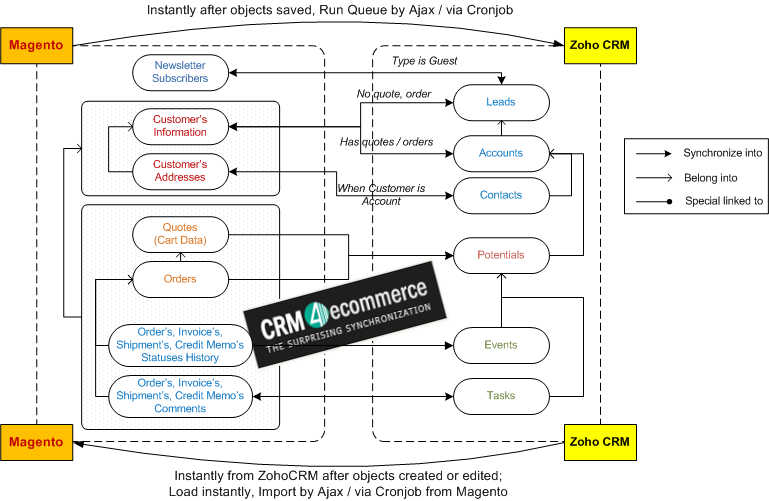 Instantly after objects saved, Run Queue by Ajax / via Cronjob
Magento
Zoho CRM
Newsletter
Subscribers
Type is Guest
No quote, order
Leads
Customer's
Information
Has quotes / orders
Accounts
Customer's
Addresses
When Customer is
Account
Contacts
Synchronize into
Belong into
Special linked to
Quotes
(Cart Data)
Orders
Potentials
CRM4ecommerce
THE SURPRISING SYNCHRONIZATION
Order's, Invoice's,
Shipment's, Credit Memo's
Statuses History
Events
Order's, Invoice's,
Shipment's, Credit Memo's
Comments
Tasks
Magento
Zoho CRM
Instantly from ZohoCRM after objects created or edited;
Load instantly, Import by Ajax / via Cronjob from Magento